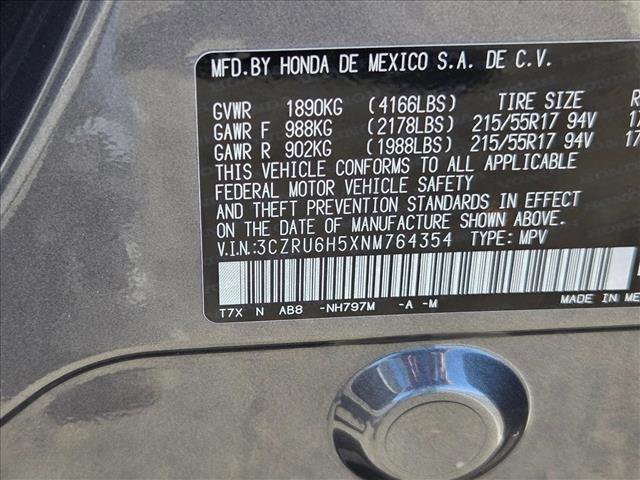 MFD.BY HONDA DE MEXICO S.A. DE C.V.
GVWR 1890KG (4166LBS) TIRE SIZE
GAWR F 988KG (2178LBS) 215/55R17 94V
GAWR R 902KG (1988LBS) 215/55R17 94V
THIS VEHICLE CONFORMS TO ALL APPLICABLE
FEDERAL MOTOR VEHICLE SAFETY
AND THEFT PREVENTION STANDARDS IN EFFECT
ON THE DATE OF MANUFACTURE SHOWN ABOVE.
V.I.N.:3CZRU6H5XNM764354 TYPE: MPV
T7X N AB8 -NH797M -A -M MADE IN ME